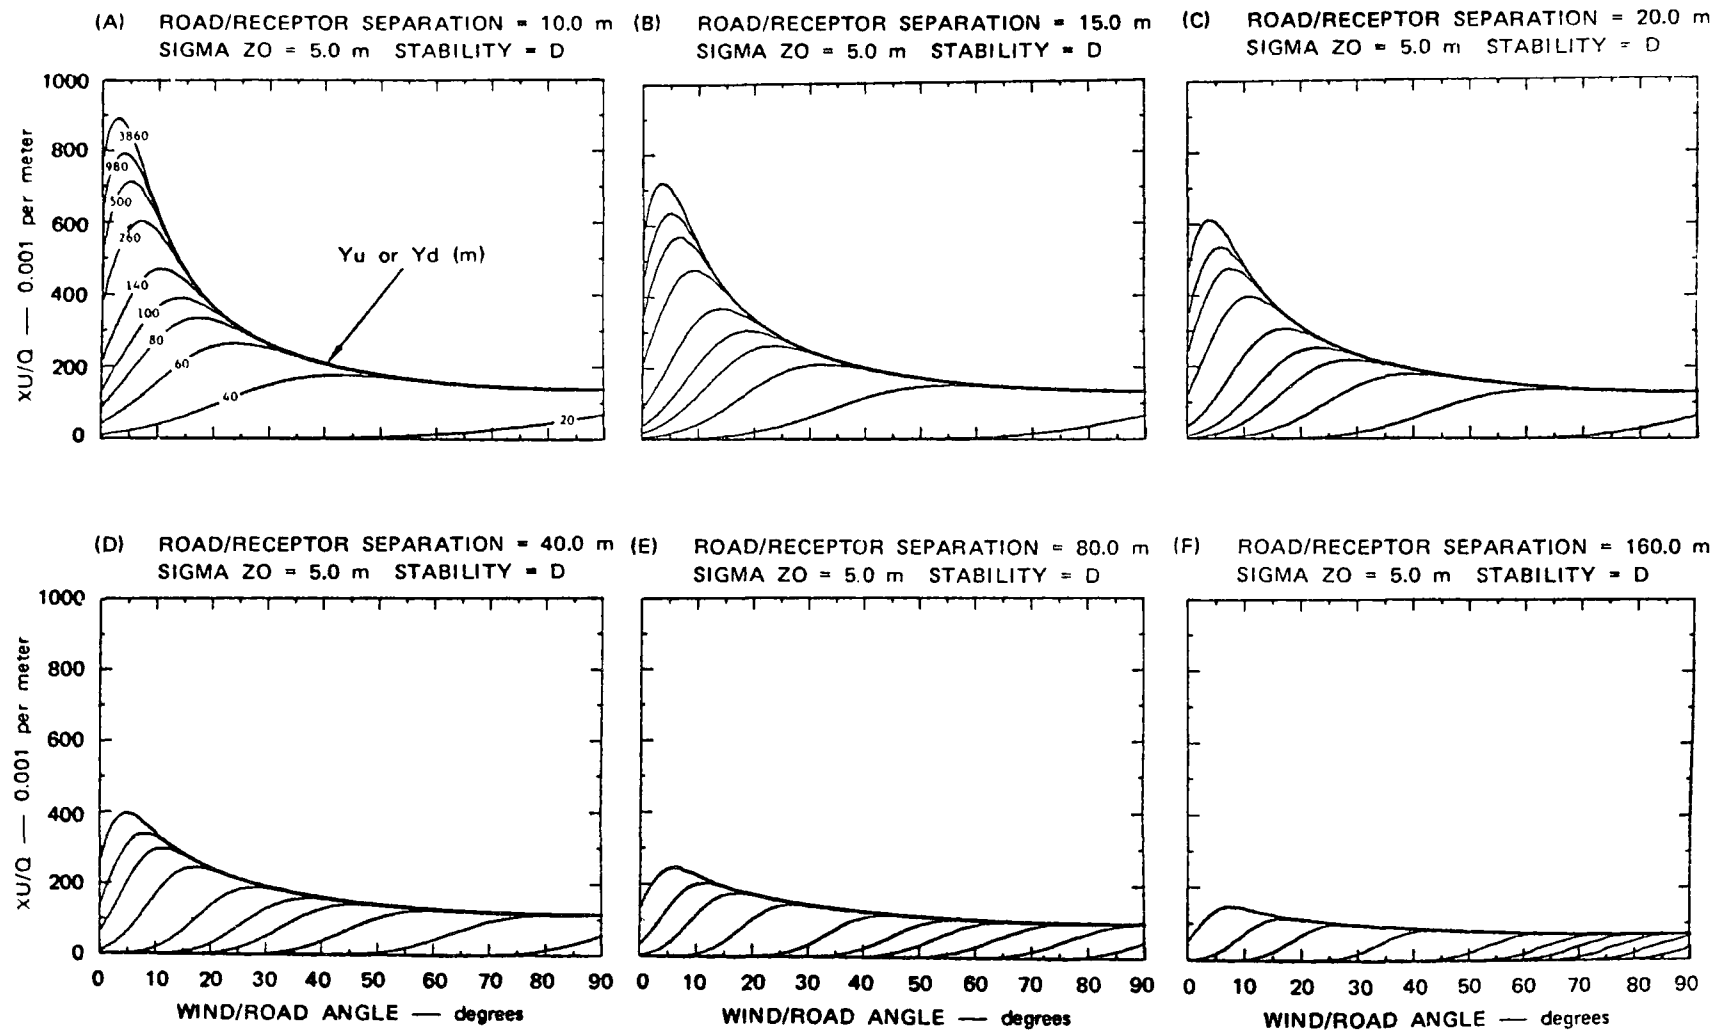 (A) ROAD/RECEPTOR SEPARATION = 10.0 m
SIGMA ZO = 5.0 m STABILITY = D
(B) ROAD/RECEPTOR SEPARATION = 15.0 m
SIGMA ZO = 5.0 m STABILITY = D
(C) ROAD/RECEPTOR SEPARATION = 20.0 m
SIGMA ZO = 5.0 m STABILITY = D
XU/Q — 0.001 per meter
1000
800
600
400
200
0
3860
980
500
260
140
100
80
60
40
20
Yu or Yd (m)
(D) ROAD/RECEPTOR SEPARATION = 40.0 m
SIGMA ZO = 5.0 m STABILITY = D
(E) ROAD/RECEPTOR SEPARATION = 80.0 m
SIGMA ZO = 5.0 m STABILITY = D
(F) ROAD/RECEPTOR SEPARATION = 160.0 m
SIGMA ZO = 5.0 m STABILITY = D
XU/Q — 0.001 per meter
1000
800
600
400
200
0
0 10 20 30 40 50 60 70 80 90
WIND/ROAD ANGLE — degrees
0 10 20 30 40 50 60 70 80 90
WIND/ROAD ANGLE — degrees
0 10 20 30 40 50 60 70 80 90
WIND/ROAD ANGLE — degrees